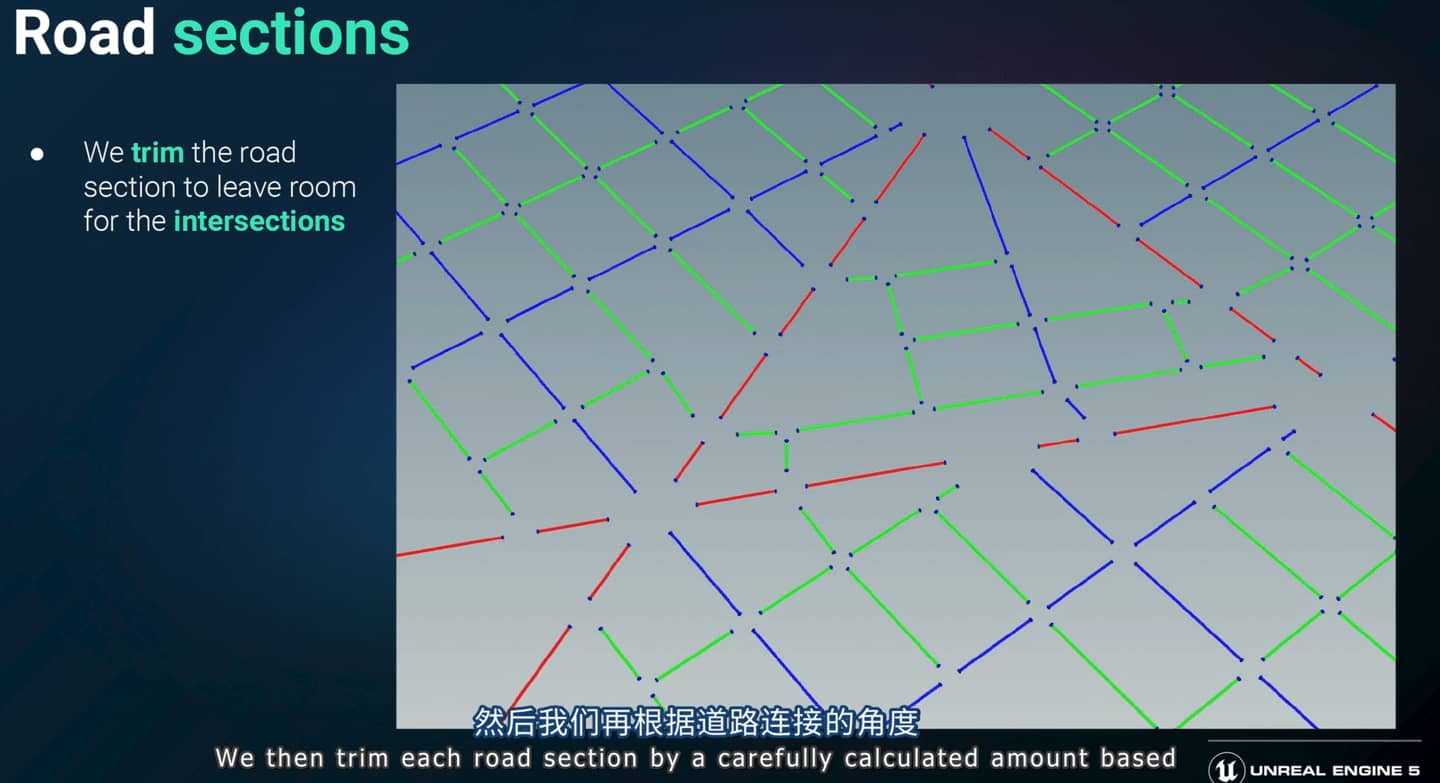 Road sections
● We trim the road
section to leave room
for the intersections
然后我们再根据道路连接的角度
We then trim each road section by a carefully calculated amount based
UNREAL ENGINE 5